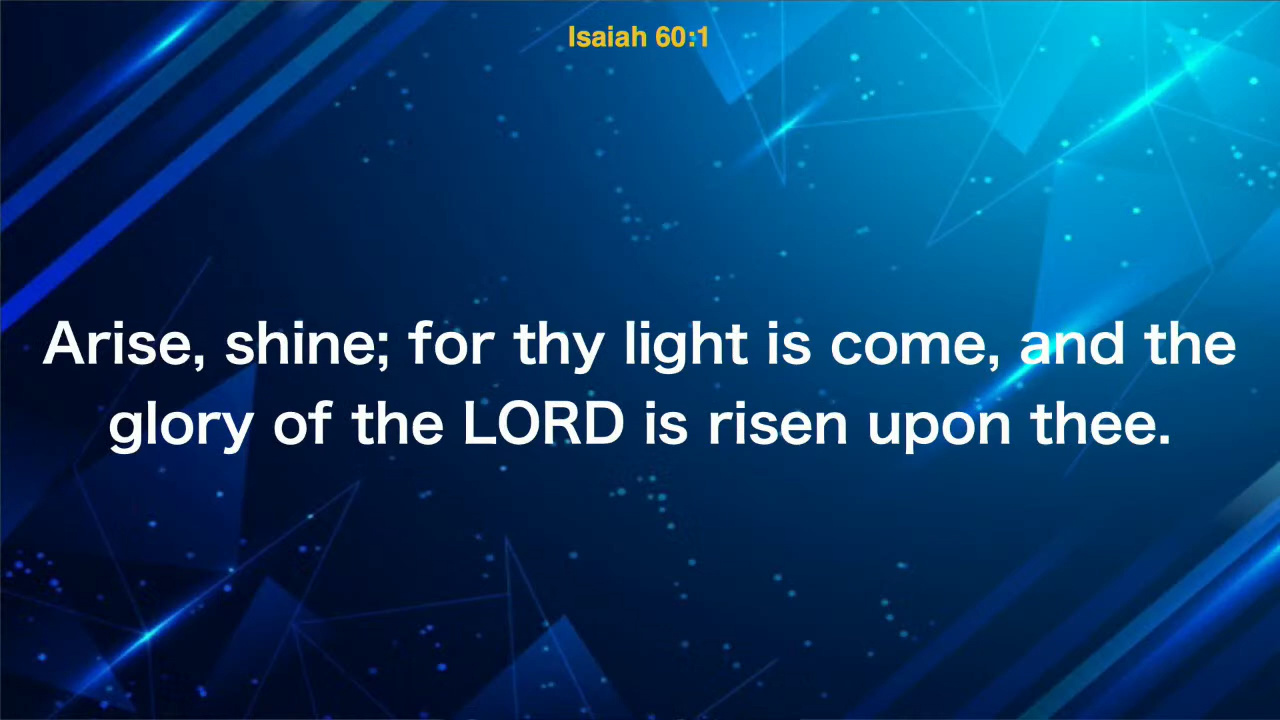 Isaiah 60:1
Arise, shine; for thy light is come, and the
glory of the LORD is risen upon thee.